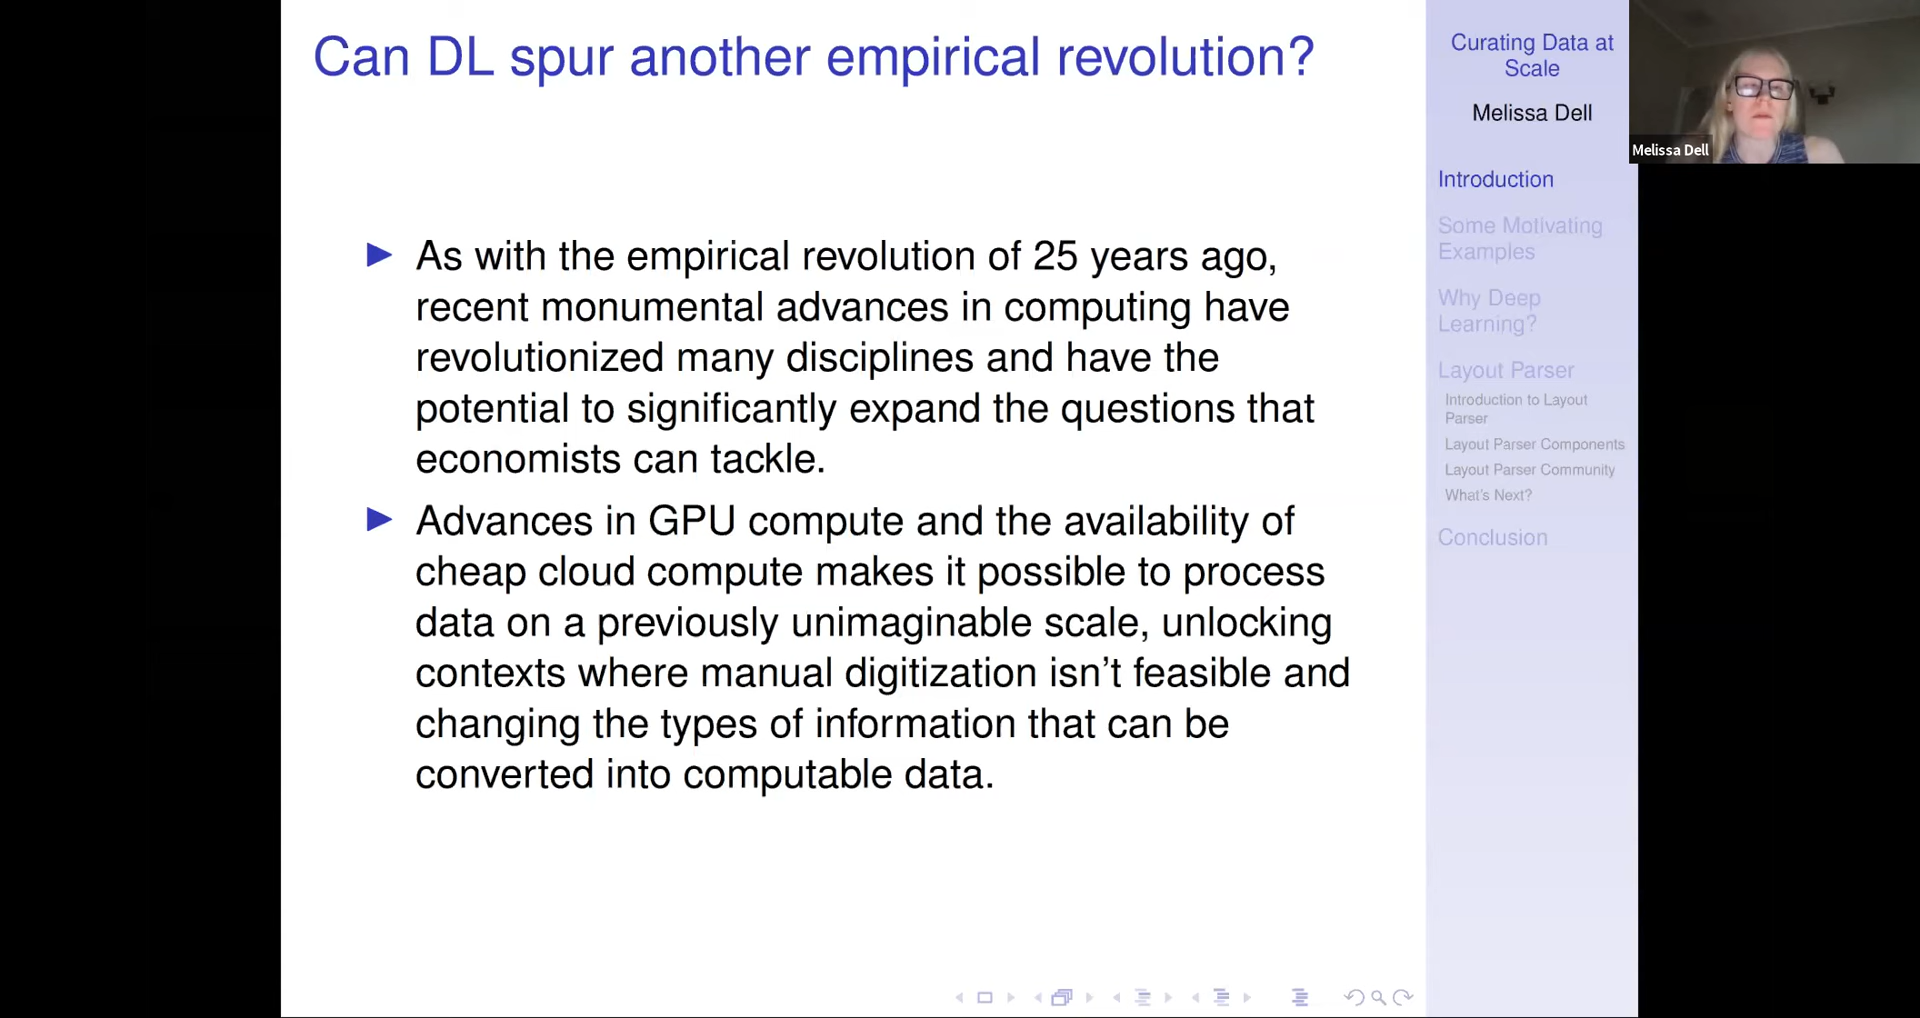 Can DL spur another empirical revolution?
As with the empirical revolution of 25 years ago,
recent monumental advances in computing have
revolutionized many disciplines and have the
potential to significantly expand the questions that
economists can tackle.
Advances in GPU compute and the availability of
cheap cloud compute makes it possible to process
data on a previously unimaginable scale, unlocking
contexts where manual digitization isn't feasible and
changing the types of information that can be
converted into computable data.
Curating Data at
Scale
Melissa Dell
Introduction
Some Motivating
Examples
Why Deep
Learning?
Layout Parser
Introduction to Layout
Parser
Layout Parser Components
Layout Parser Community
What's Next?
Conclusion
Melissa Dell